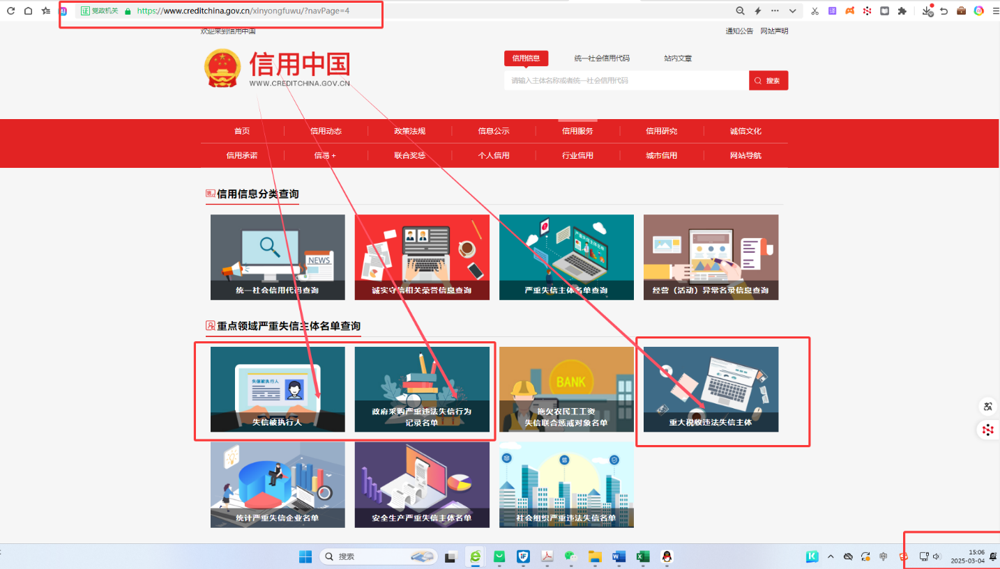 证 党政机关 https://www.creditchina.gov.cn/xinyongfuwu/?navPage=4
欢迎来到信用中国
通知公告 网站声明
信用中国
WWW.CREDITCHINA.GOV.CN
信用信息 统一社会信用代码 站内文章
请输入主体名称或者统一社会信用代码
搜索
首页 信用动态 政策法规 信息公示 信用服务 信用研究 诚信文化
信用承诺 信易+ 联合奖惩 个人信用 行业信用 城市信用 网站导航
信用信息分类查询
NEWS
严重失信主体名单
统一社会信用代码查询
诚实守信相关荣誉信息查询
严重失信主体名单查询
经营（活动）异常名录信息查询
重点领域严重失信主体名单查询
失信被执行人
BANK
失信被执行人
政府采购严重违法失信行为
记录名单
拖欠农民工工资
失信联合惩戒对象名单
重大税收违法失信主体
统计严重失信企业名单
安全生产严重失信主体名单
社会组织严重违法失信名单
搜索
中
15:06
2025-03-04